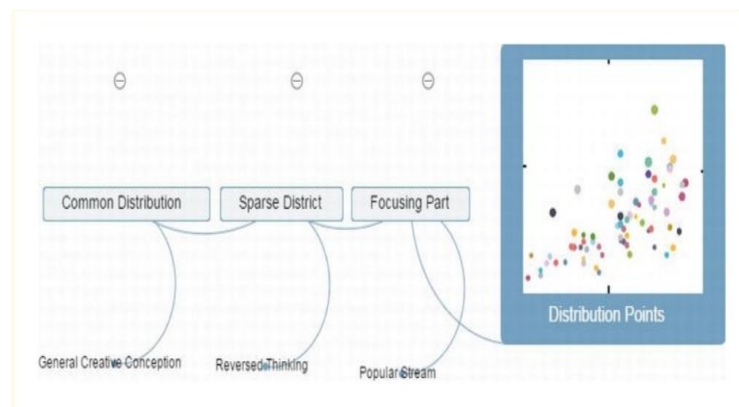 Common Distribution
Sparse District
Focusing Part
Distribution Points
General Creative Conception
Reversed Thinking
Popular Stream